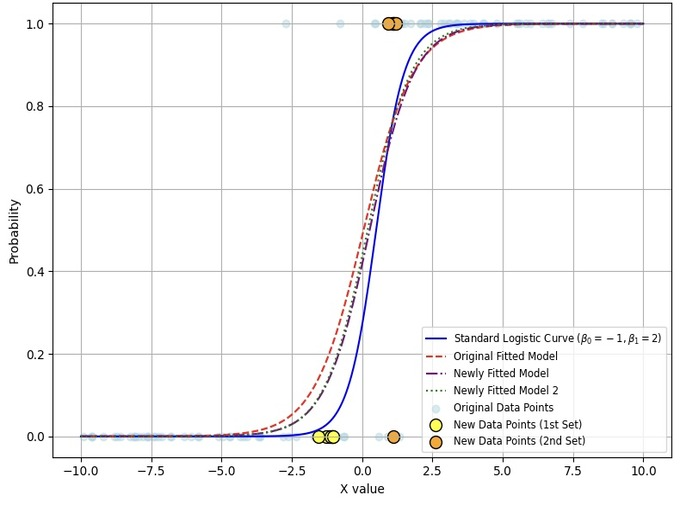 1.0
0.8
0.6
0.4
0.2
0.0
Probability
−10.0 −7.5 −5.0 −2.5 0.0 2.5 5.0 7.5 10.0
X value
Standard Logistic Curve (β₀ = −1, β₁ = 2)
Original Fitted Model
Newly Fitted Model
Newly Fitted Model 2
Original Data Points
New Data Points (1st Set)
New Data Points (2nd Set)